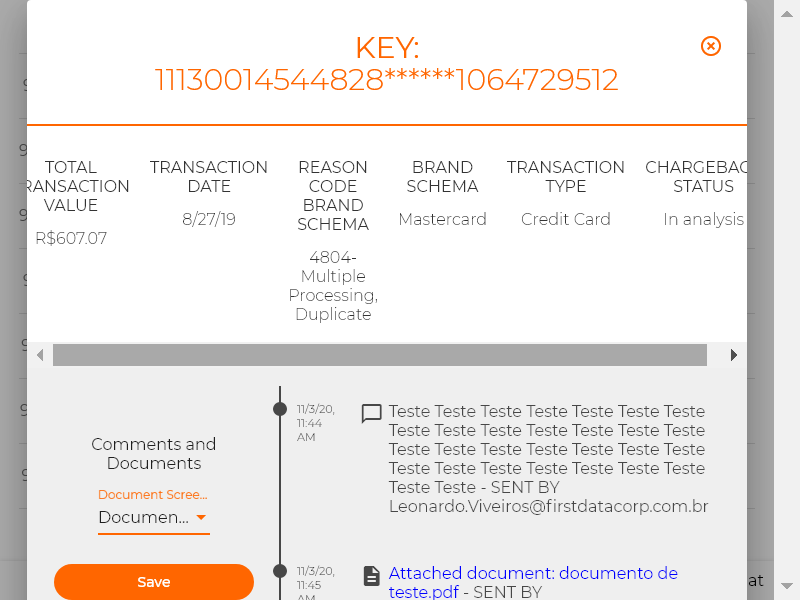 KEY:
11130014544828******1064729512
TOTAL
RANSACTION
VALUE
R$607.07
TRANSACTION
DATE
8/27/19
REASON
CODE
BRAND
SCHEMA
4804-
Multiple
Processing,
Duplicate
BRAND
SCHEMA
Mastercard
TRANSACTION
TYPE
Credit Card
CHARGEBAC
STATUS
In analysis
Comments and
Documents
Document Scree...
Documen...
Save
11/3/20,
11:44
AM
Teste Teste Teste Teste Teste Teste Teste
Teste Teste Teste Teste Teste Teste Teste
Teste Teste Teste Teste Teste Teste Teste
Teste Teste Teste Teste Teste Teste Teste
Teste Teste - SENT BY
Leonardo.Viveiros@firstdatacorp.com.br
11/3/20,
11:45
AM
Attached document: documento de
teste.pdf - SENT BY
at